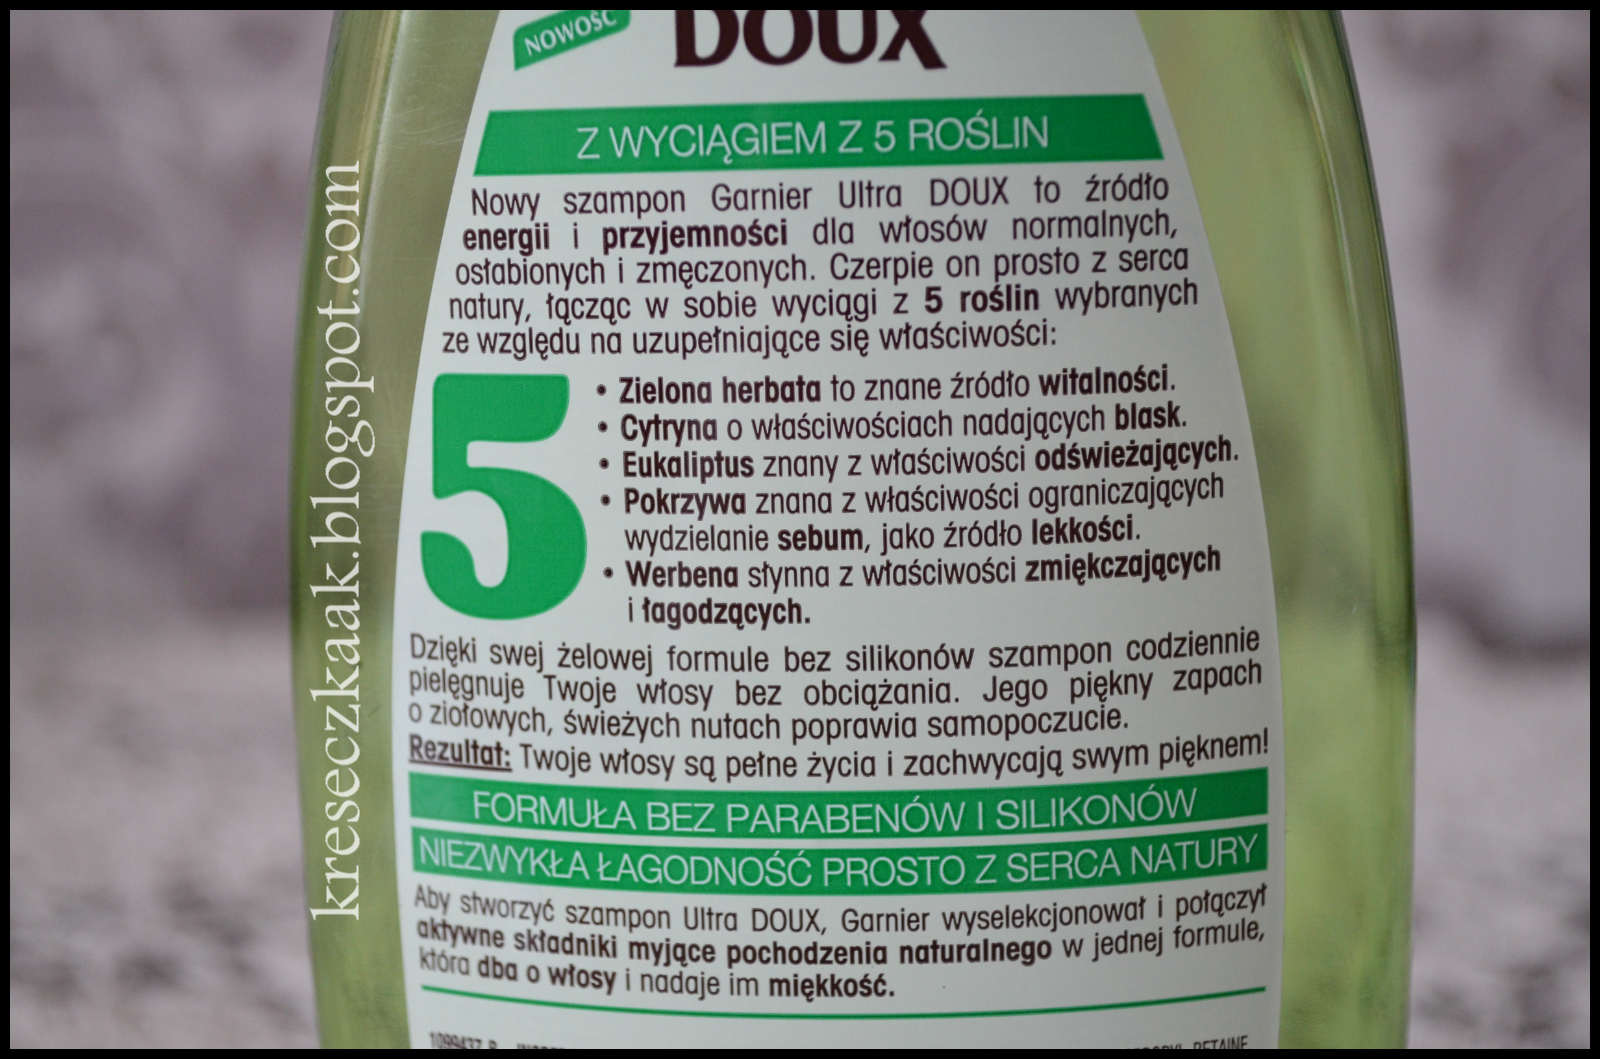 NOWOŚĆ
DOUX
Z WYCIĄGIEM Z 5 ROŚLIN
Nowy szampon Garnier Ultra DOUX to źródło
energii i przyjemności dla włosów normalnych,
osłabionych i zmęczonych. Czerpie on prosto z serca
natury, łącząc w sobie wyciągi z 5 roślin wybranych
ze względu na uzupełniające się właściwości:
5
• Zielona herbata to znane źródło witalności.
• Cytryna o właściwościach nadających blask.
• Eukaliptus znany z właściwości odświeżających.
• Pokrzywa znana z właściwości ograniczających
wydzielanie sebum, jako źródło lekkości.
• Werbena słynna z właściwości zmiękczających
i łagodzących.
Dzięki swej żelowej formule bez silikonów szampon codziennie
pielęgnuje Twoje włosy bez obciążania. Jego piękny zapach
o ziołowych, świeżych nutach poprawia samopoczucie.
Rezultat: Twoje włosy są pełne życia i zachwycają swym pięknem!
FORMUŁA BEZ PARABENÓW I SILIKONÓW
NIEZWYKŁA ŁAGODNOŚĆ PROSTO Z SERCA NATURY
Aby stworzyć szampon Ultra DOUX, Garnier wyselekcjonował i połączył
aktywne składniki myjące pochodzenia naturalnego w jednej formule,
która dba o włosy i nadaje im miękkość.
BETAINE,
kreseczkaak.blogspot.com